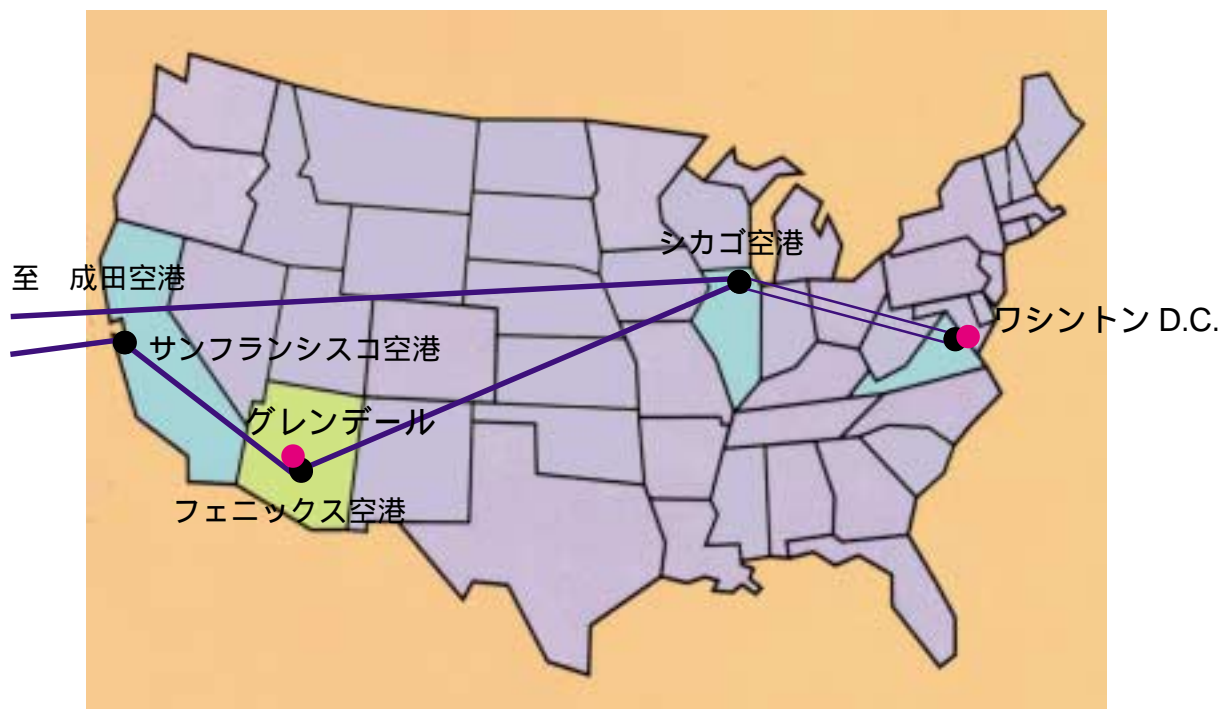 シカゴ空港
至　成田空港
ワシントン D.C.
サンフランシスコ空港
グレンデール
フェニックス空港